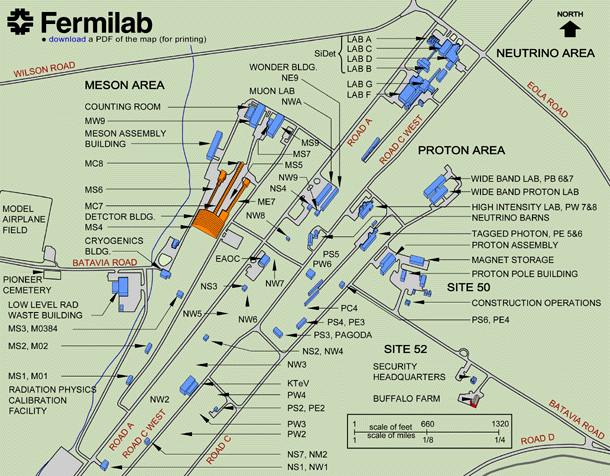 Fermilab
download a PDF of the map (for printing)
NORTH
WILSON ROAD
MESON AREA
WONDER BLDG.
NE9
MUON LAB
NWA
COUNTING ROOM
MW9
MESON ASSEMBLY
BUILDING
MC8
MS6
MC7
DETCTOR BLDG.
MS4
CRYOGENICS
BLDG.
BATAVIA ROAD
MS9
MS7
MS5
NW9
NS4
ME7
NW8
LAB A
LAB C
SiDet
LAB D
LAB B
LAB G
LAB F
NEUTRINO AREA
EOLA ROAD
ROAD A
ROAD C WEST
PROTON AREA
WIDE BAND LAB, PB 6&7
WIDE BAND PROTON LAB
HIGH INTENSITY LAB, PW 7&8
NEUTRINO BARNS
TAGGED PHOTON, PE 5&6
PROTON ASSEMBLY
MAGNET STORAGE
PROTON POLE BUILDING
SITE 50
CONSTRUCTION OPERATIONS
PS6, PE4
MODEL
AIRPLANE
FIELD
PIONEER
CEMETERY
LOW LEVEL RAD
WASTE BUILDING
MS3, M0384
MS2, M02
MS1, M01
RADIATION PHYSICS
CALIBRATION
FACILITY
EAOC
NS3
NW5
NW6
NW7
PS5
PW6
PC4
PS4, PE3
PS3, PAGODA
NS2, NW4
NW3
KTeV
PW4
PS2, PE2
PW3
PW2
NS7, NM2
NS1, NW1
NW2
ROAD A
ROAD C WEST
ROAD C
SITE 52
SECURITY
HEADQUARTERS
BUFFALO FARM
BATAVIA ROAD
ROAD D
1 scale of feet 660 1320
1 scale of miles 1/8 1/4